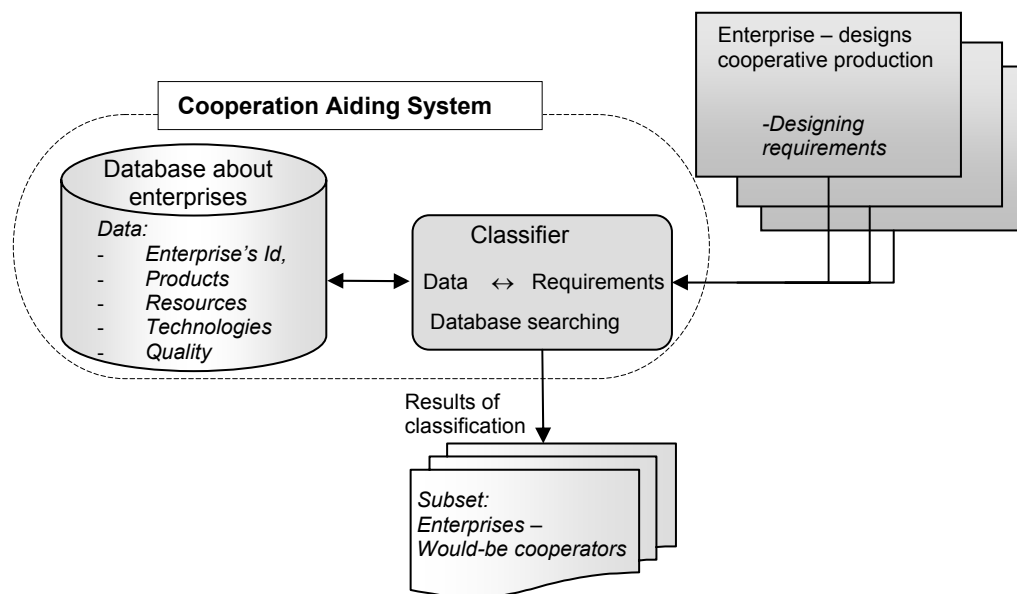 Enterprise – designs
cooperative production
-Designing
requirements
Cooperation Aiding System
Database about
enterprises
Data:
- Enterprise's Id,
- Products
- Resources
- Technologies
- Quality
Classifier
Data ↔ Requirements
Database searching
Results of
classification
Subset:
Enterprises –
Would-be cooperators